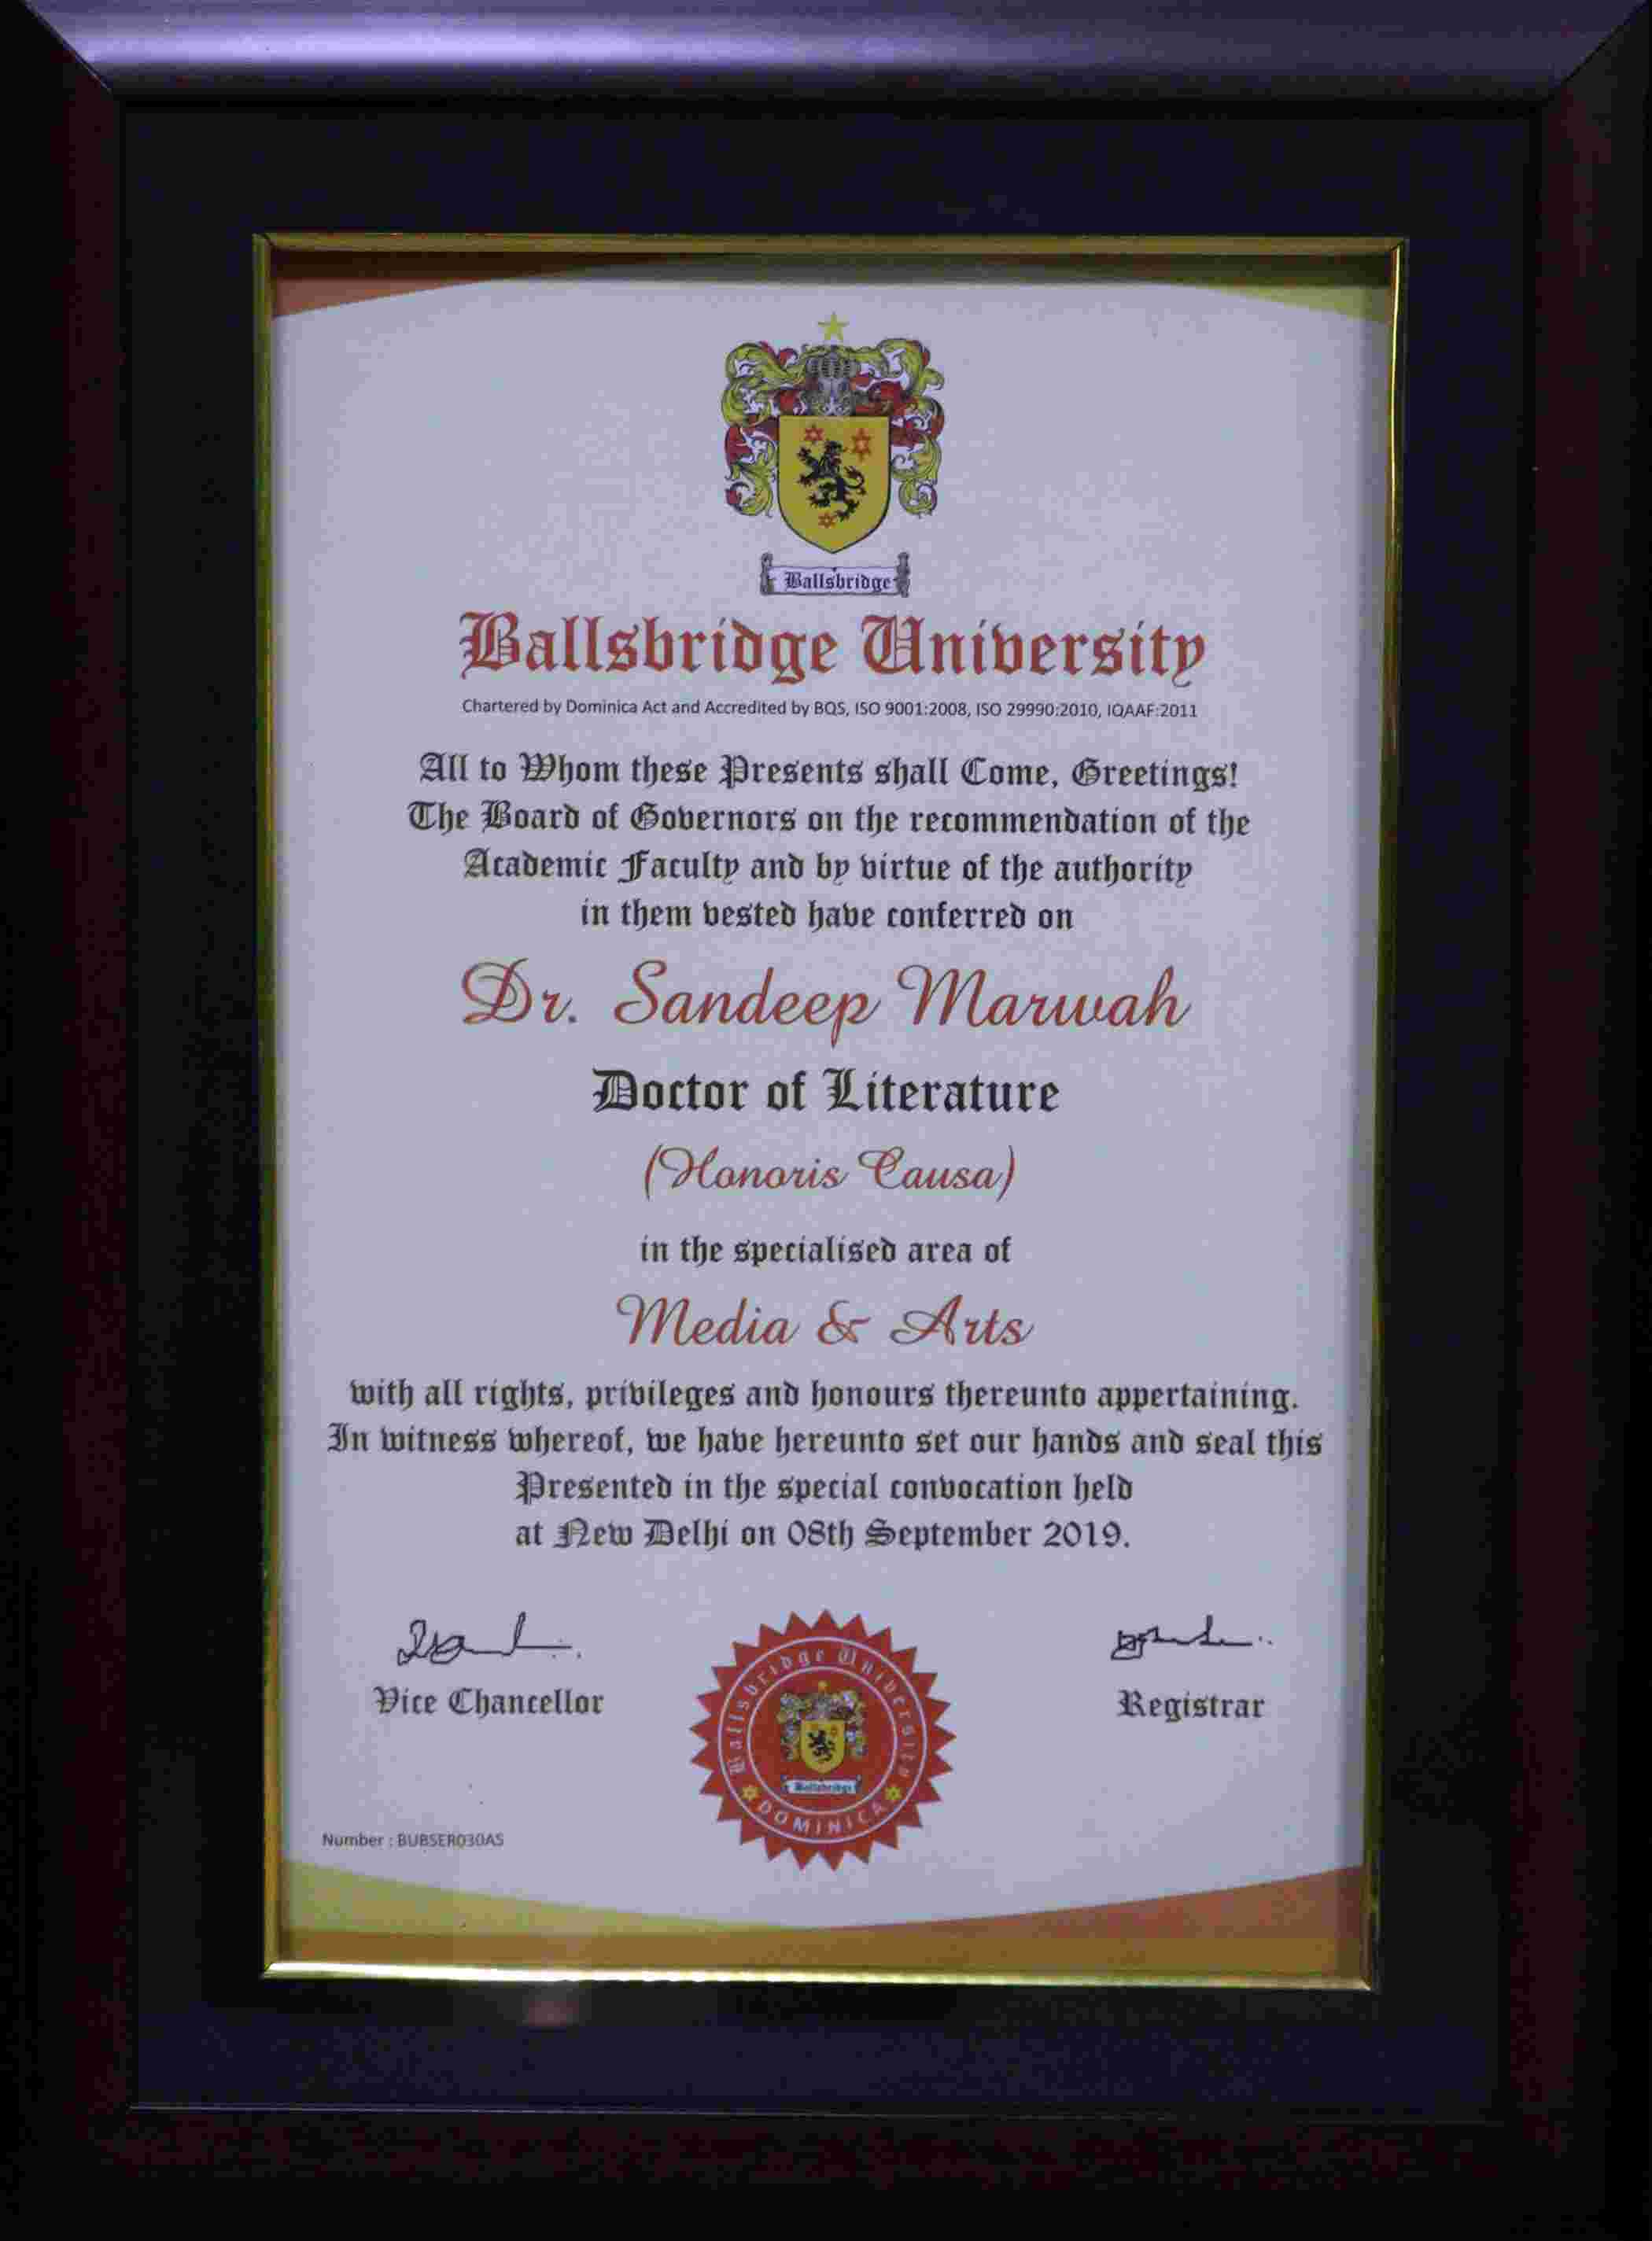 Ballsbridge
Ballsbridge University
Chartered by Dominica Act and Accredited by BQS, ISO 9001:2008, ISO 29990:2010, IQAAF:2011
All to Whom these Presents shall Come, Greetings!
The Board of Governors on the recommendation of the
Academic Faculty and by virtue of the authority
in them vested have conferred on
Dr. Sandeep Marwah
Doctor of Literature
(Honoris Causa)
in the specialised area of
Media & Arts
with all rights, privileges and honours thereunto appertaining.
In witness whereof, we have hereunto set our hands and seal this
Presented in the special convocation held
at New Delhi on 08th September 2019.
Vice Chancellor
Registrar
Ballsbridge University
Ballsbridge
DOMINICA
Number : BUBSER030AS